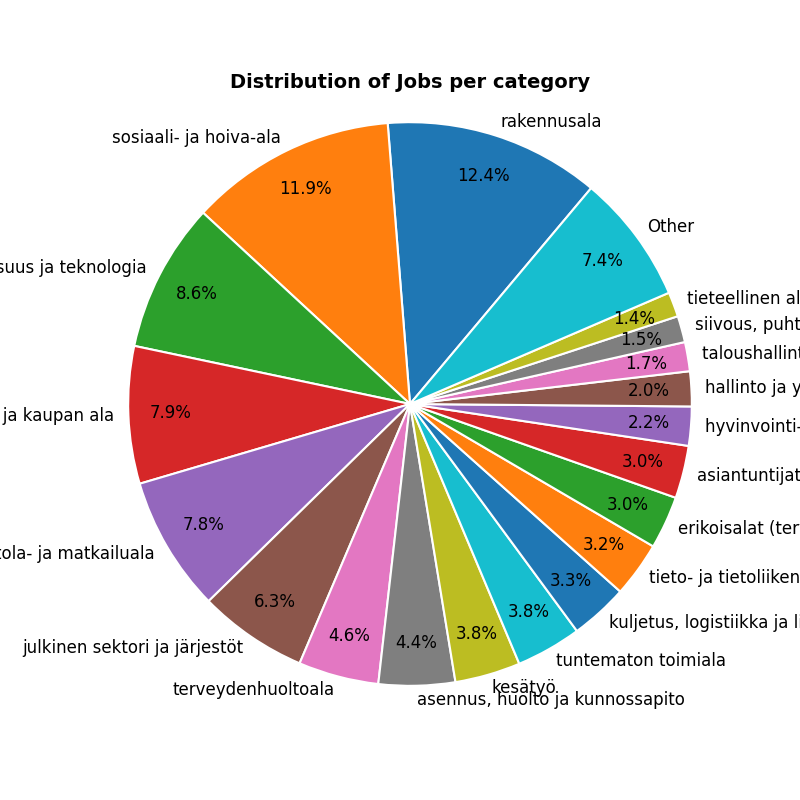 Distribution of Jobs per category
rakennusala
12.4%
sosiaali- ja hoiva-ala
11.9%
suus ja teknologia
8.6%
ja kaupan ala
7.9%
tola- ja matkailuala
7.8%
julkinen sektori ja järjestöt
6.3%
terveydenhuoltoala
4.6%
asennus, huolto ja kunnossapito
4.4%
kesätyö
3.8%
tuntematon toimiala
3.8%
kuljetus, logistiikka ja li
3.3%
tieto- ja tietoliiken
3.2%
erikoisalat (ter
3.0%
asiantuntijat
3.0%
hyvinvointi-
2.2%
hallinto ja y
2.0%
taloushallint
1.7%
siivous, puht
1.5%
tieteellinen al
1.4%
Other
7.4%